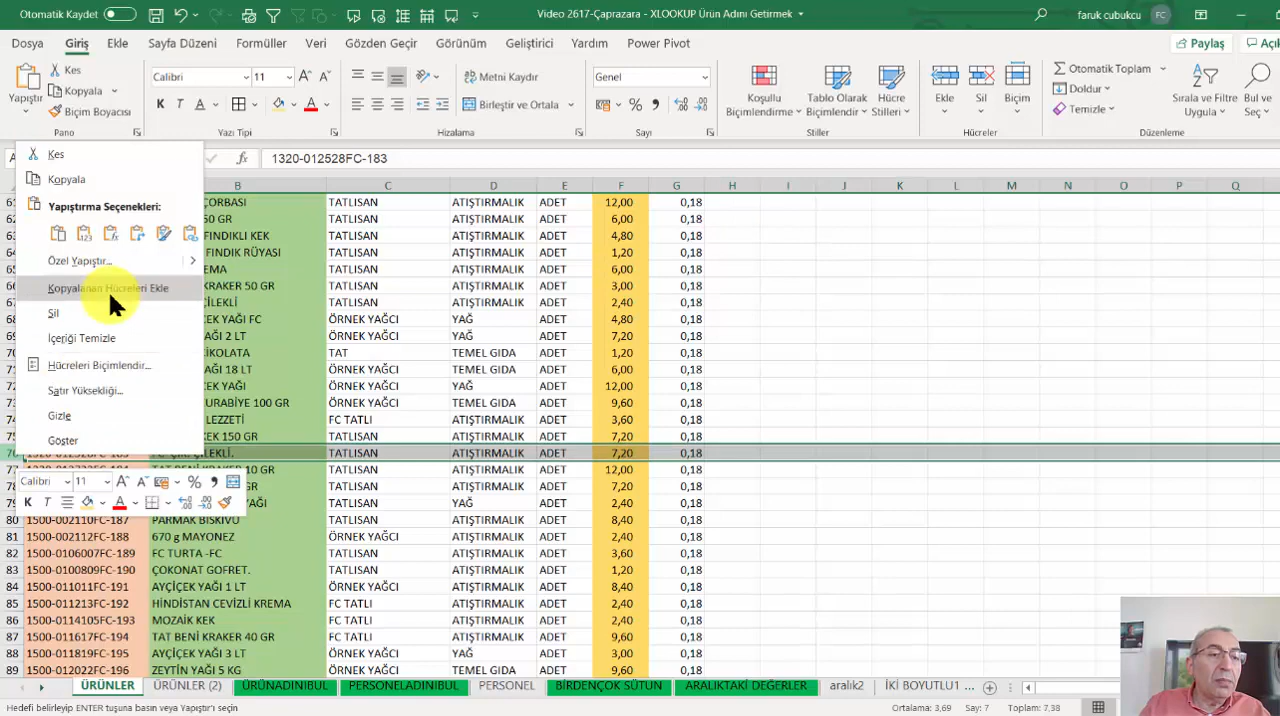 Otomatik Kaydet
Video 2617-Çaprazara - XLOOKUP Ürün Adını Getirmek
faruk cubukcu FC
Dosya Giriş Ekle Sayfa Düzeni Formüller Veri Gözden Geçir Görünüm Geliştirici Yardım Power Pivot Paylaş Açık
Yapıştır
Kes
Kopyala
Biçim Boyacısı
Calibri 11
K T A
Metni Kaydır
Birleştir ve Ortala
Genel
Koşullu Biçimlendirme
Tablo Olarak Biçimlendir
Hücre Stilleri
Ekle Sil Biçim
Otomatik Toplam
Doldur
Temizle
Sırala ve Filtre Uygula
Bul ve Seç
Pano Yazı Tipi Hizalama Sayı Stiller Hücreler Düzenleme
A fx 1320-012528FC-183
B C D E F G H I J K L M N O P Q
Kes
Kopyala
Yapıştırma Seçenekleri:
Özel Yapıştır...
Kopyalanan Hücreleri Ekle
Sil
İçeriği Temizle
Hücreleri Biçimlendir...
Satır Yüksekliği...
Gizle
Göster
Calibri 11
K T A
ÇORBASI TATLISAN ATIŞTIRMALIK ADET 12,00 0,18
50 GR TATLISAN ATIŞTIRMALIK ADET 6,00 0,18
FINDIKLI KEK TATLISAN ATIŞTIRMALIK ADET 4,80 0,18
FINDIK RÜYASI TATLISAN ATIŞTIRMALIK ADET 1,20 0,18
EMA TATLISAN ATIŞTIRMALIK ADET 6,00 0,18
KRAKER 50 GR TATLISAN ATIŞTIRMALIK ADET 3,00 0,18
ÇİLEKLİ TATLISAN ATIŞTIRMALIK ADET 2,40 0,18
YAĞI FC ÖRNEK YAĞCI YAĞ ADET 4,80 0,18
YAĞI 2 LT ÖRNEK YAĞCI YAĞ ADET 7,20 0,18
ÇİKOLATA TAT TEMEL GIDA ADET 1,20 0,18
YAĞI 18 LT ÖRNEK YAĞCI TEMEL GIDA ADET 6,00 0,18
ÇEK YAĞI ÖRNEK YAĞCI YAĞ ADET 12,00 0,18
URABİYE 100 GR ÖRNEK YAĞCI TEMEL GIDA ADET 9,60 0,18
LEZZETİ FC TATLI ATIŞTIRMALIK ADET 3,60 0,18
EK 150 GR TATLISAN ATIŞTIRMALIK ADET 7,20 0,18
76 ÇİLEKLİ. TATLISAN ATIŞTIRMALIK ADET 7,20 0,18
10 GR TATLISAN ATIŞTIRMALIK ADET 12,00 0,18
GR TATLISAN ATIŞTIRMALIK ADET 7,20 0,18
YAĞI TATLISAN YAĞ ADET 2,40 0,18
80 1500-002110FC-187 PARMAK BİSKÜVÜ TATLISAN ATIŞTIRMALIK ADET 8,40 0,18
81 1500-002112FC-188 670 g MAYONEZ ÖRNEK YAĞCI ATIŞTIRMALIK ADET 2,40 0,18
82 1500-0106007FC-189 FC TURTA -FC TATLISAN ATIŞTIRMALIK ADET 3,60 0,18
83 1500-0100809FC-190 ÇOKONAT GOFRET. TATLISAN ATIŞTIRMALIK ADET 1,20 0,18
84 1500-011011FC-191 AYÇİÇEK YAĞI 1 LT ÖRNEK YAĞCI ATIŞTIRMALIK ADET 8,40 0,18
85 1500-011213FC-192 HİNDİSTAN CEVİZLİ KREMA FC TATLI ATIŞTIRMALIK ADET 2,40 0,18
86 1500-0114105FC-193 MOZAİK KEK FC TATLI ATIŞTIRMALIK ADET 2,40 0,18
87 1500-011617FC-194 TAT BENİ KRAKER 40 GR FC TATLI ATIŞTIRMALIK ADET 9,60 0,18
88 1500-011819FC-195 AYÇİÇEK YAĞI 3 LT ÖRNEK YAĞCI YAĞ ADET 3,00 0,18
89 1500-012022FC-196 ZEYTİN YAĞI 5 KG ÖRNEK YAĞCI TEMEL GIDA ADET 9,60 0,18
ÜRÜNLER ÜRÜNLER (2) ÜRÜNADINIBUL PERSONELADINIBUL PERSONEL BİRDENÇOK SÜTUN ARALIKTAKİ DEĞERLER aralık2 İKİ BOYUTLU1 ...
Hedefi belirleyip ENTER tuşuna basın veya Yapıştır'ı seçin Ortalama: 3,69 Say: 7 Toplam: 7,38